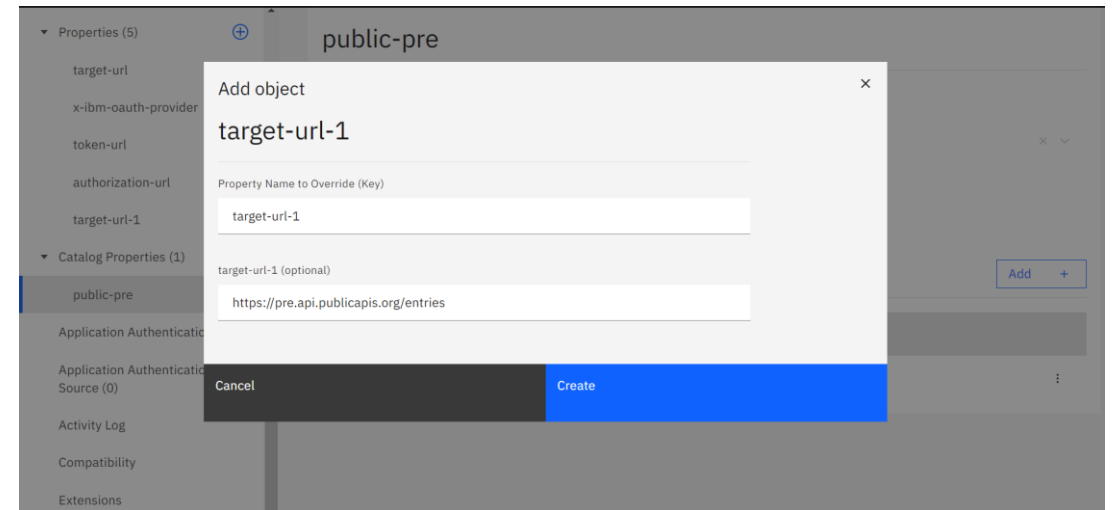 Properties (5)
public-pre
target-url
x-ibm-oauth-provider
token-url
authorization-url
target-url-1
Catalog Properties (1)
public-pre
Application Authenticatio
Application Authenticatio
Source (0)
Activity Log
Compatibility
Extensions
Add object
target-url-1
Property Name to Override (Key)
target-url-1
target-url-1 (optional)
https://pre.api.publicapis.org/entries
Cancel
Create
Add +